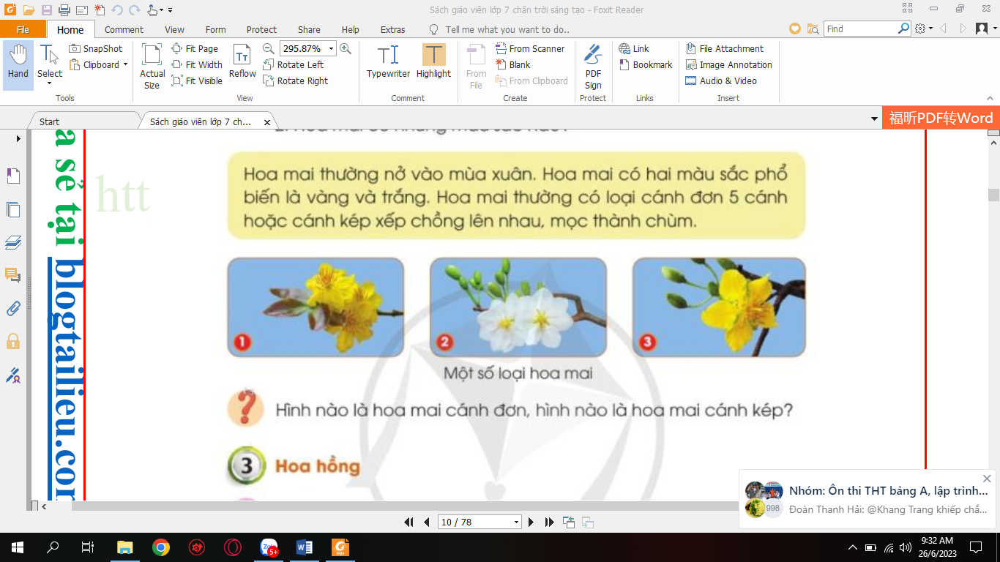 Sách giáo viên lớp 7 chân trời sáng tạo - Foxit Reader
File Home Comment View Form Protect Share Help Extras Tell me what you want to do.. Find
SnapShot Fit Page 295.87% From Scanner Link File Attachment
Clipboard Fit Width Rotate Left Blank Bookmark Image Annotation
Hand Select Actual Size Fit Visible Reflow Rotate Right Typewriter Highlight From File From Clipboard PDF Sign Audio & Video
Tools View Comment Create Protect Links Insert
Start Sách giáo viên lớp 7 ch... 福昕PDF转Word
a sẻ tại blogtailieu.com
htt
Hoa mai thường nở vào mùa xuân. Hoa mai có hai màu sắc phổ
biến là vàng và trắng. Hoa mai thường có loại cánh đơn 5 cánh
hoặc cánh kép xếp chồng lên nhau, mọc thành chùm.
1 2 3
Một số loại hoa mai
? Hình nào là hoa mai cánh đơn, hình nào là hoa mai cánh kép?
3 Hoa hồng
Nhóm: Ôn thi THT bảng A, lập trình...
998 Đoàn Thanh Hải: @Khang Trang khiếp chắ...
10 / 78
Zalo 5+ W PDF
9:32 AM
26/6/2023